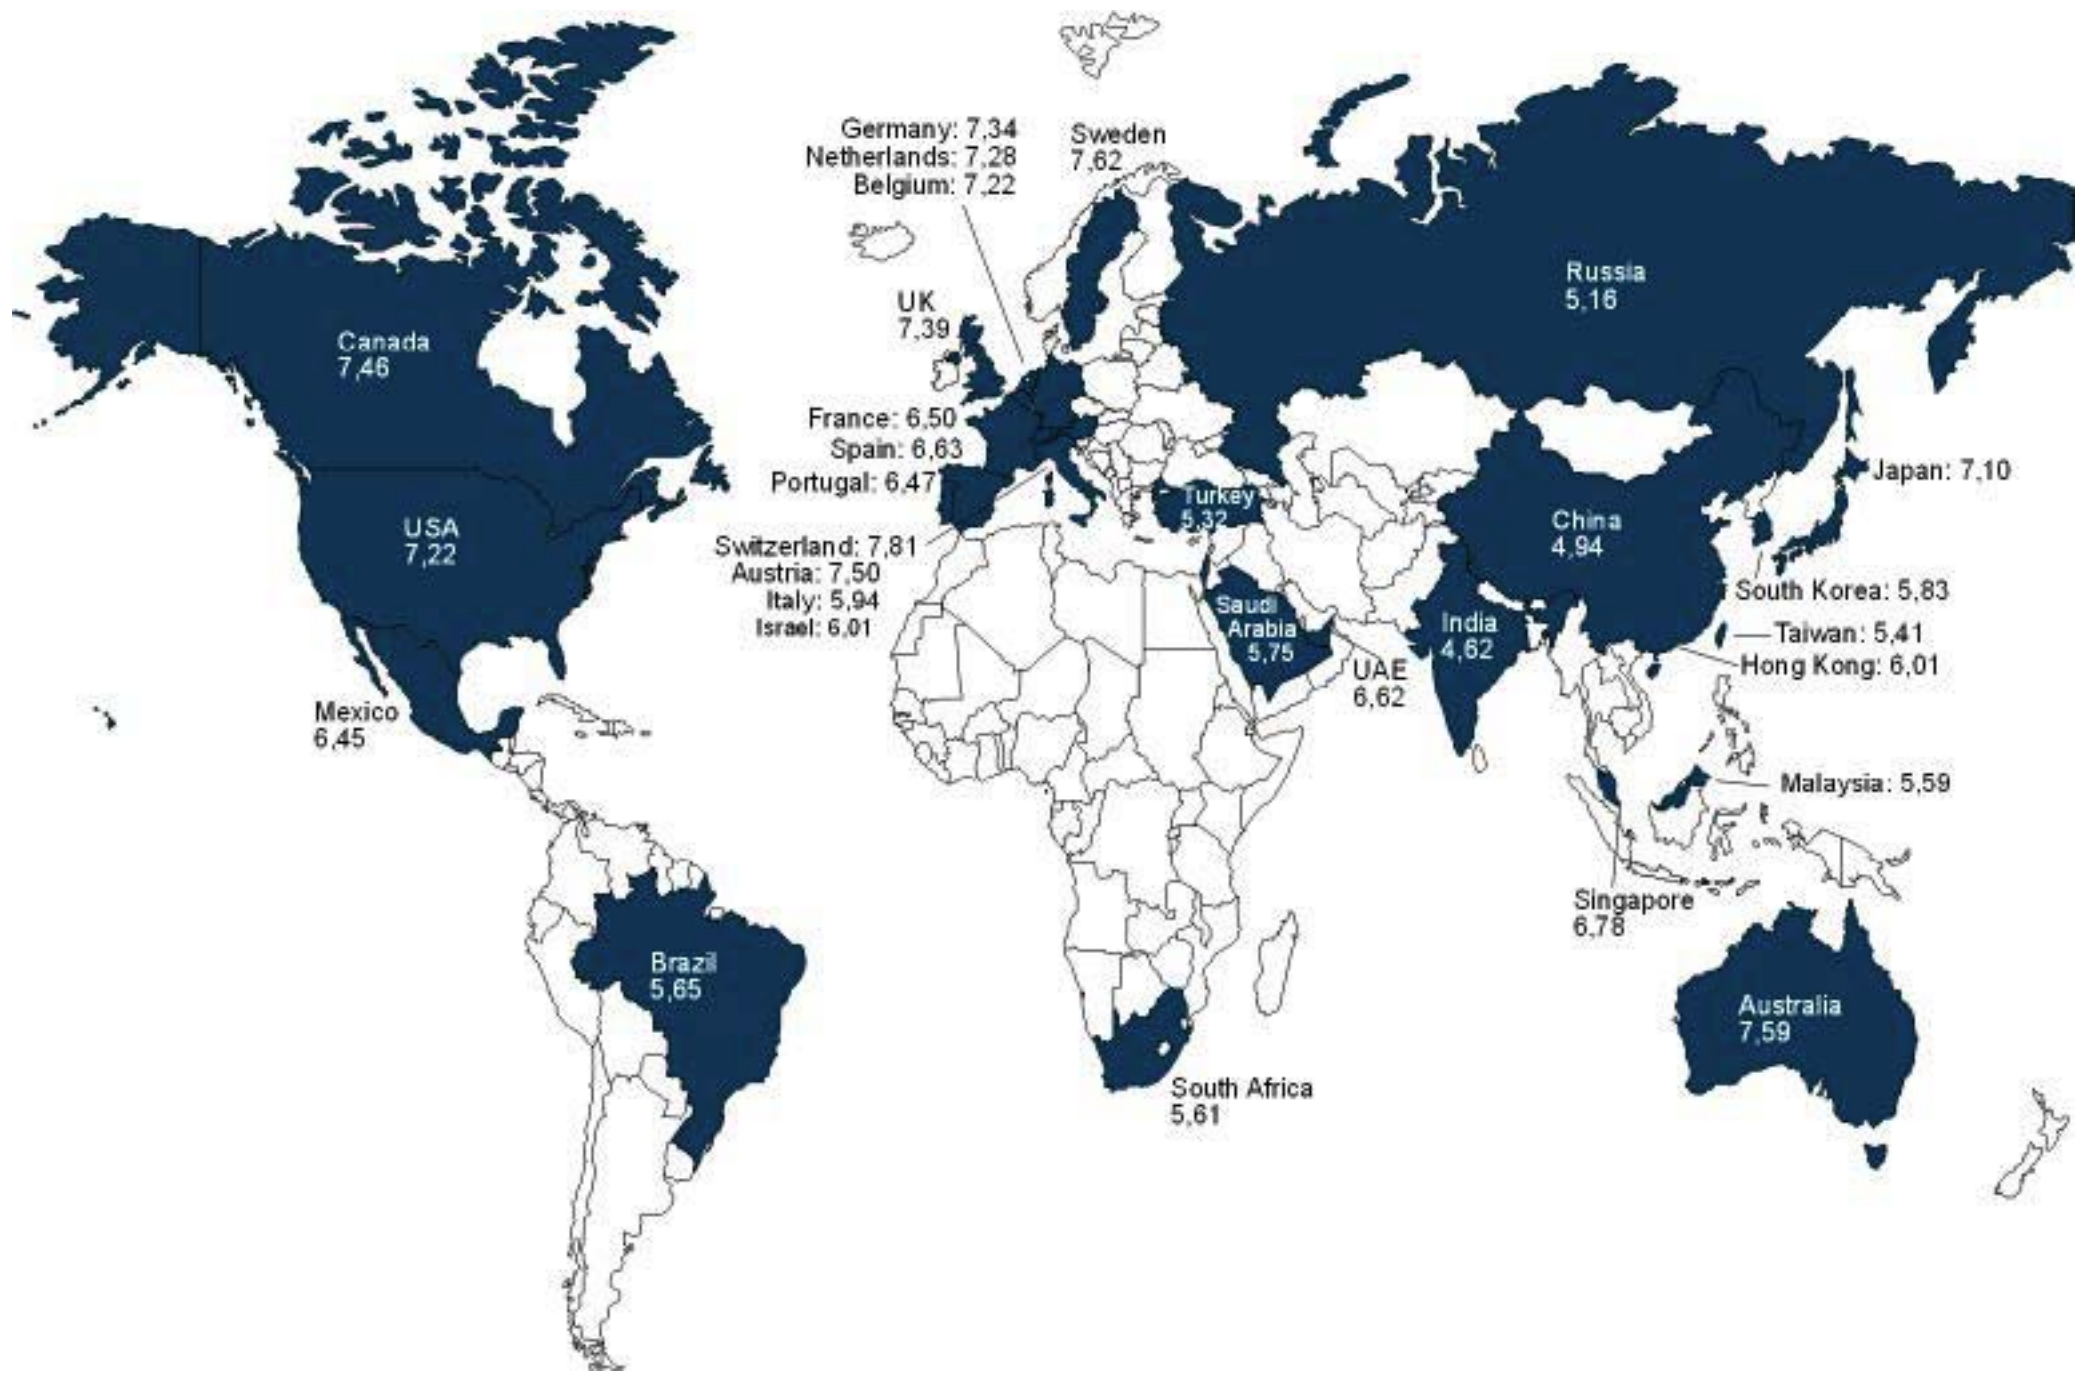 Germany: 7,34
Netherlands: 7,28
Belgium: 7,22
Sweden
7,62
Russia
5,16
UK
7,39
Canada
7,46
France: 6,50
Spain: 6,63
Portugal: 6,47
Japan: 7,10
Turkey
5,32
USA
7,22
China
4,94
Switzerland: 7,81
Austria: 7,50
Italy: 5,94
Israel: 6,01
South Korea: 5,83
Saudi
Arabia
5,75
India
4,62
Taiwan: 5,41
Hong Kong: 6,01
UAE
6,62
Mexico
6,45
Malaysia: 5,59
Singapore
6,78
Brazil
5,65
Australia
7,59
South Africa
5,61